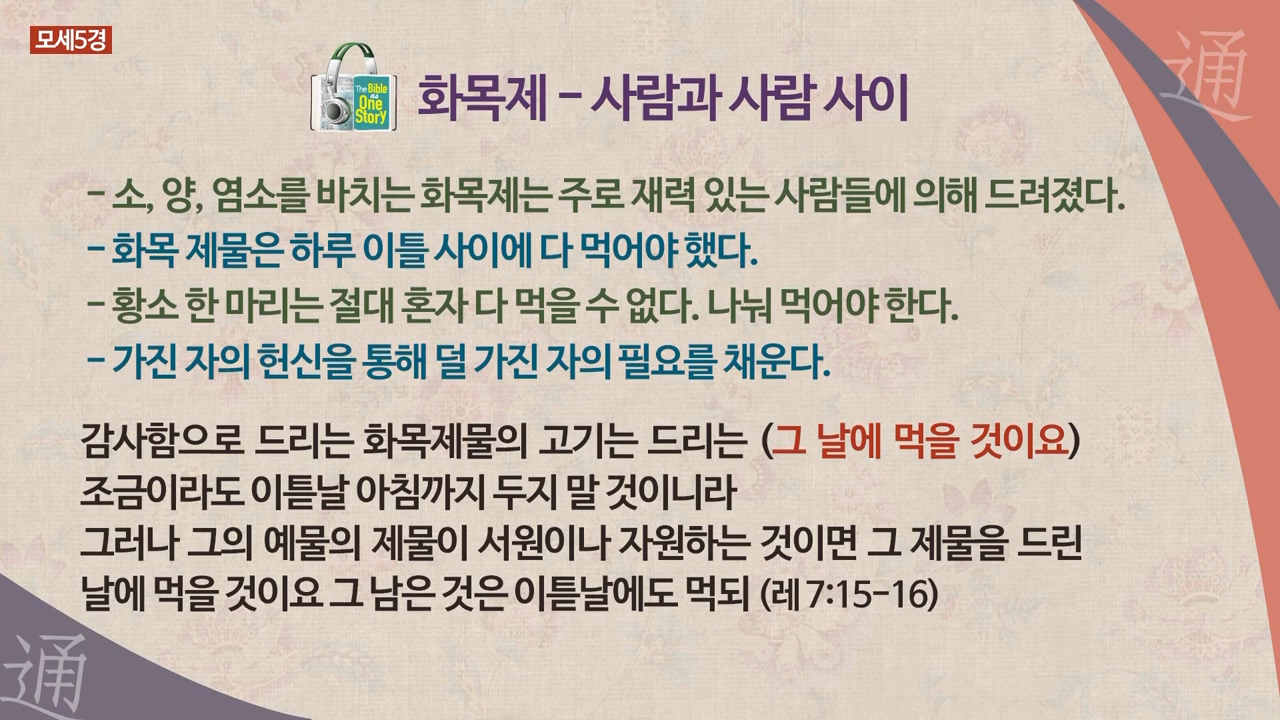 모세5경
通
The Bible
as
One
Story
화목제 - 사람과 사람 사이
- 소, 양, 염소를 바치는 화목제는 주로 재력 있는 사람들에 의해 드려졌다.
- 화목 제물은 하루 이틀 사이에 다 먹어야 했다.
- 황소 한 마리는 절대 혼자 다 먹을 수 없다. 나눠 먹어야 한다.
- 가진 자의 헌신을 통해 덜 가진 자의 필요를 채운다.
감사함으로 드리는 화목제물의 고기는 드리는 (그 날에 먹을 것이요)
조금이라도 이튿날 아침까지 두지 말 것이니라
그러나 그의 예물의 제물이 서원이나 자원하는 것이면 그 제물을 드린
날에 먹을 것이요 그 남은 것은 이튿날에도 먹되 (레 7:15-16)
通